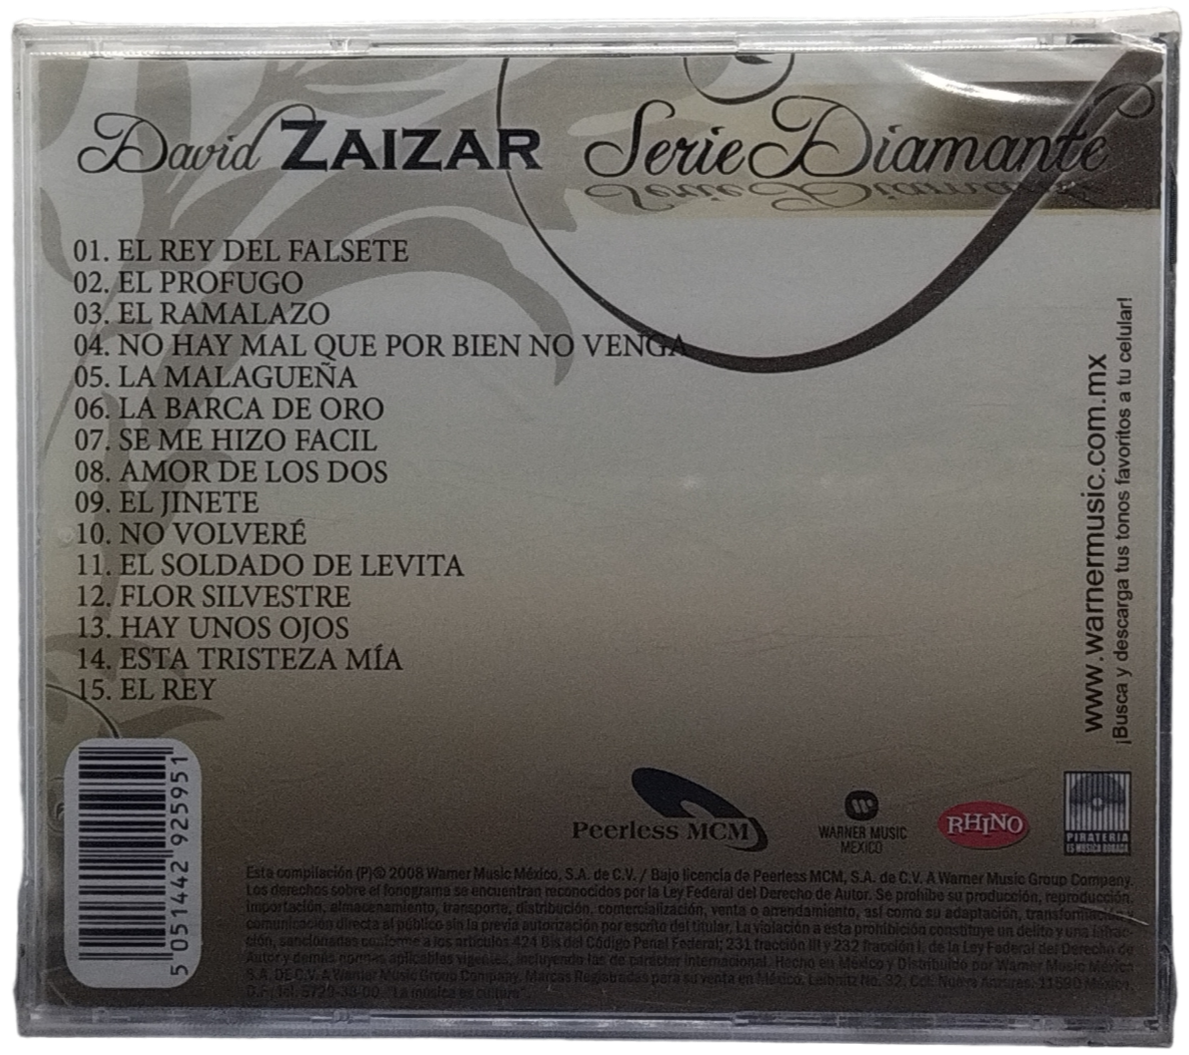 David ZAIZAR Serie Diamante
01. EL REY DEL FALSETE
02. EL PROFUGO
03. EL RAMALAZO
04. NO HAY MAL QUE POR BIEN NO VENGA
05. LA MALAGUEÑA
06. LA BARCA DE ORO
07. SE ME HIZO FACIL
08. AMOR DE LOS DOS
09. EL JINETE
10. NO VOLVERÉ
11. EL SOLDADO DE LEVITA
12. FLOR SILVESTRE
13. HAY UNOS OJOS
14. ESTA TRISTEZA MÍA
15. EL REY
www.warnermusic.com.mx
¡Busca y descarga tus tonos favoritos a tu celular!
5 051442 925951
Peerless MCM
WARNER MUSIC
MEXICO
RHINO
PIRATERIA
ES MUSICA ROBADA
Esta compilación (P)© 2008 Warner Music México, S.A. de C.V. / Bajo licencia de Peerless MCM, S.A. de C.V. A Warner Music Group Company.
Los derechos sobre el fonograma se encuentran reconocidos por la Ley Federal del Derecho de Autor. Se prohibe su producción, reproducción,
importación, almacenamiento, transporte, distribución, comercialización, venta o arrendamiento, así como su adaptación, transformación y
comunicación directa al público sin la previa autorización por escrito del titular. La violación a esta prohibición constituye un delito y una infrac-
ción, sancionadas conforme a los artículos 424 Bis del Código Penal Federal; 231 fracción III y 232 fracción I, de la Ley Federal del Derecho de
Autor y demás normas aplicables vigentes, incluyendo las de carácter internacional. Hecho en México y Distribuido por Warner Music México
S.A. DE C.V. A Warner Music Group Company. Marcas Registradas para su venta en México. Leibnitz No. 32, Col. Nueva Anzures. 11590 México,
D.F. Tel. 5729-33-00. "La música es cultura".